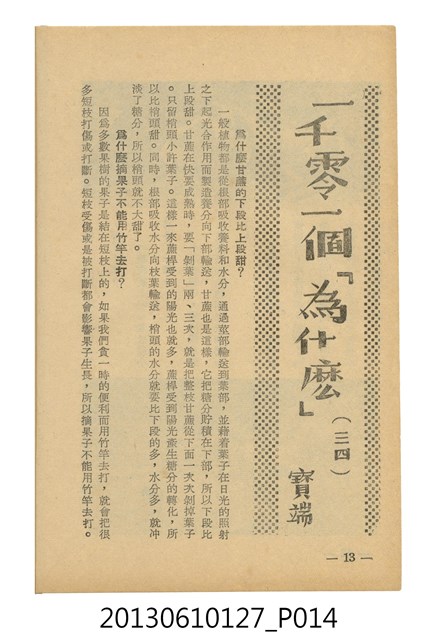 一千零一個「為什麽」(三四)
寶端
為什麼甘蔗的下段比上段甜?
一般植物都是從根部吸收養料和水分,通過莖部輸送到葉部,並藉着葉子在日光的照射
之下起光合作用而製造養分向下部輸送,甘蔗也是這樣,它把糖分貯積在下部,所以下段比
上段甜。甘蔗在快要成熟時,要「剝葉」兩、三次,就是把整枝甘蔗從下面一次次剝掉葉子
。只留梢頭小許葉子。這樣一來蔗桿受到的陽光也就多,蔗桿受到陽光產生糖分的轉化,所
以比梢頭甜。同時,根部吸收水分向枝葉輸送,梢頭的水分就要比下段的多,水分多,就冲
淡了糖分,所以梢頭就不大甜了。
為什麼摘果子不能用竹竿去打?
因為多數果樹的果子是結在短枝上的,如果我們貪一時的便利而用竹竿去打,就會把很
多短枝打傷或打斷。短枝受傷或是被打斷都會影響果子生長,所以摘果子不能用竹竿去打。
— 13 —
20130610127_P014